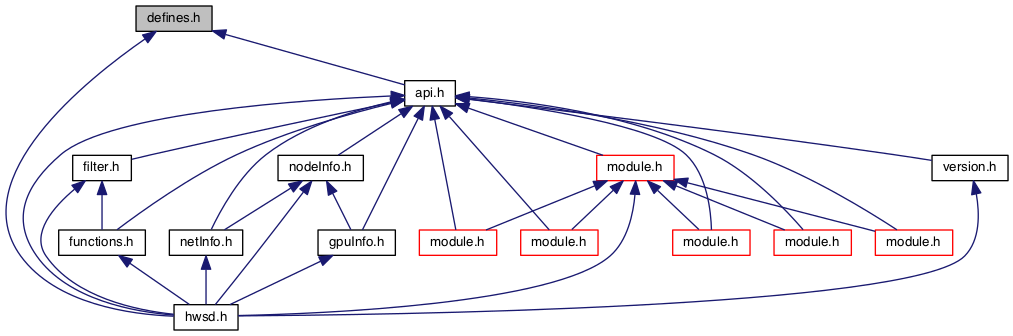 defines.h
api.h
filter.h
nodeInfo.h
module.h
version.h
functions.h
netInfo.h
gpuInfo.h
module.h
module.h
module.h
module.h
module.h
hwsd.h